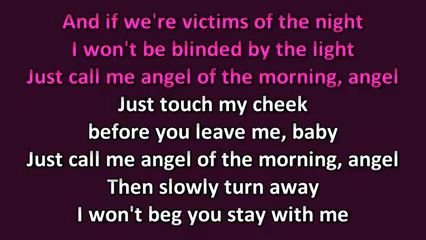 And if we're victims of the night
I won't be blinded by the light
Just call me angel of the morning, angel
Just touch my cheek
before you leave me, baby
Just call me angel of the morning, angel
Then slowly turn away
I won't beg you stay with me